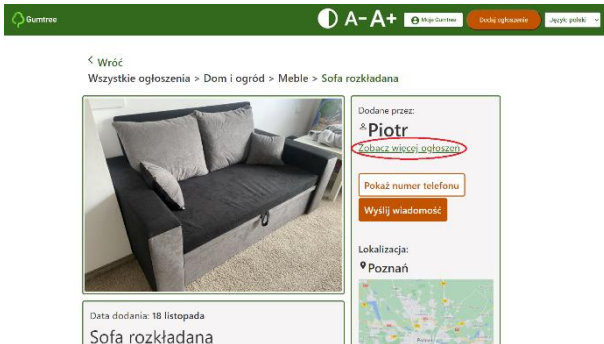 Gumtree
A- A+
Moje Gumtree
Dodaj ogłoszenie
Język: polski
Wróć
Wszystkie ogłoszenia > Dom i ogród > Meble > Sofa rozkładana
Dodane przez:
Piotr
Zobacz więcej ogłoszeń
Pokaż numer telefonu
Wyślij wiadomość
Lokalizacja:
Poznań
Poznań
Data dodania: 18 listopada
Sofa rozkładana